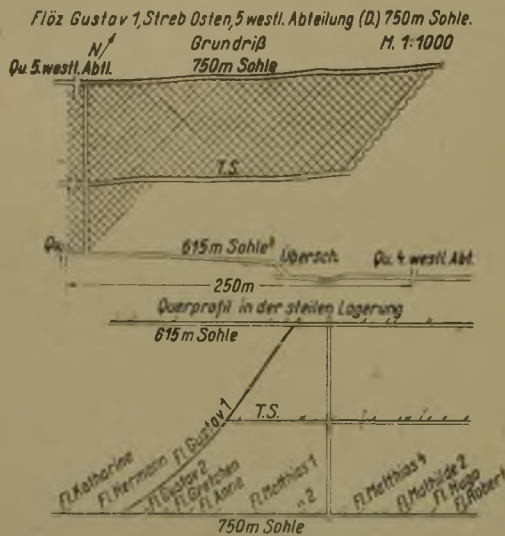 Flöz Gustav 1, Streb Osten, 5 westl. Abteilung (D.) 750m Sohle.
N
Grundriß
M. 1:1000
Qu. 5. westl. Abtl.
750m Sohle
T.S.
Qu.
615m Sohle
Übersch.
Qu. 4. westl. Abt.
250m
Querprofil in der steilen Lagerung
615m Sohle
Fl. Gustav 1
T.S.
Fl. Katharine
Fl. Hermann
Fl. Gustav 2
Fl. Gretchen
Fl. Anna
Fl. Matthias 1
" 2
Fl. Matthias 4
Fl. Mathilde 2
Fl. Hugo
Fl. Robert
750m Sohle